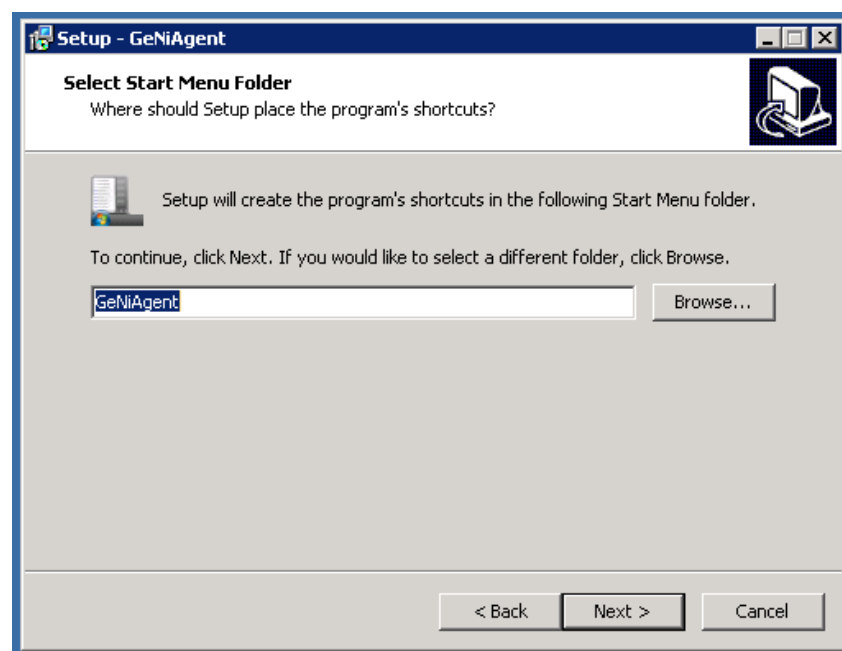 Setup - GeNiAgent
Select Start Menu Folder
Where should Setup place the program's shortcuts?
Setup will create the program's shortcuts in the following Start Menu folder.
To continue, click Next. If you would like to select a different folder, click Browse.
GeNiAgent
Browse...
< Back
Next >
Cancel